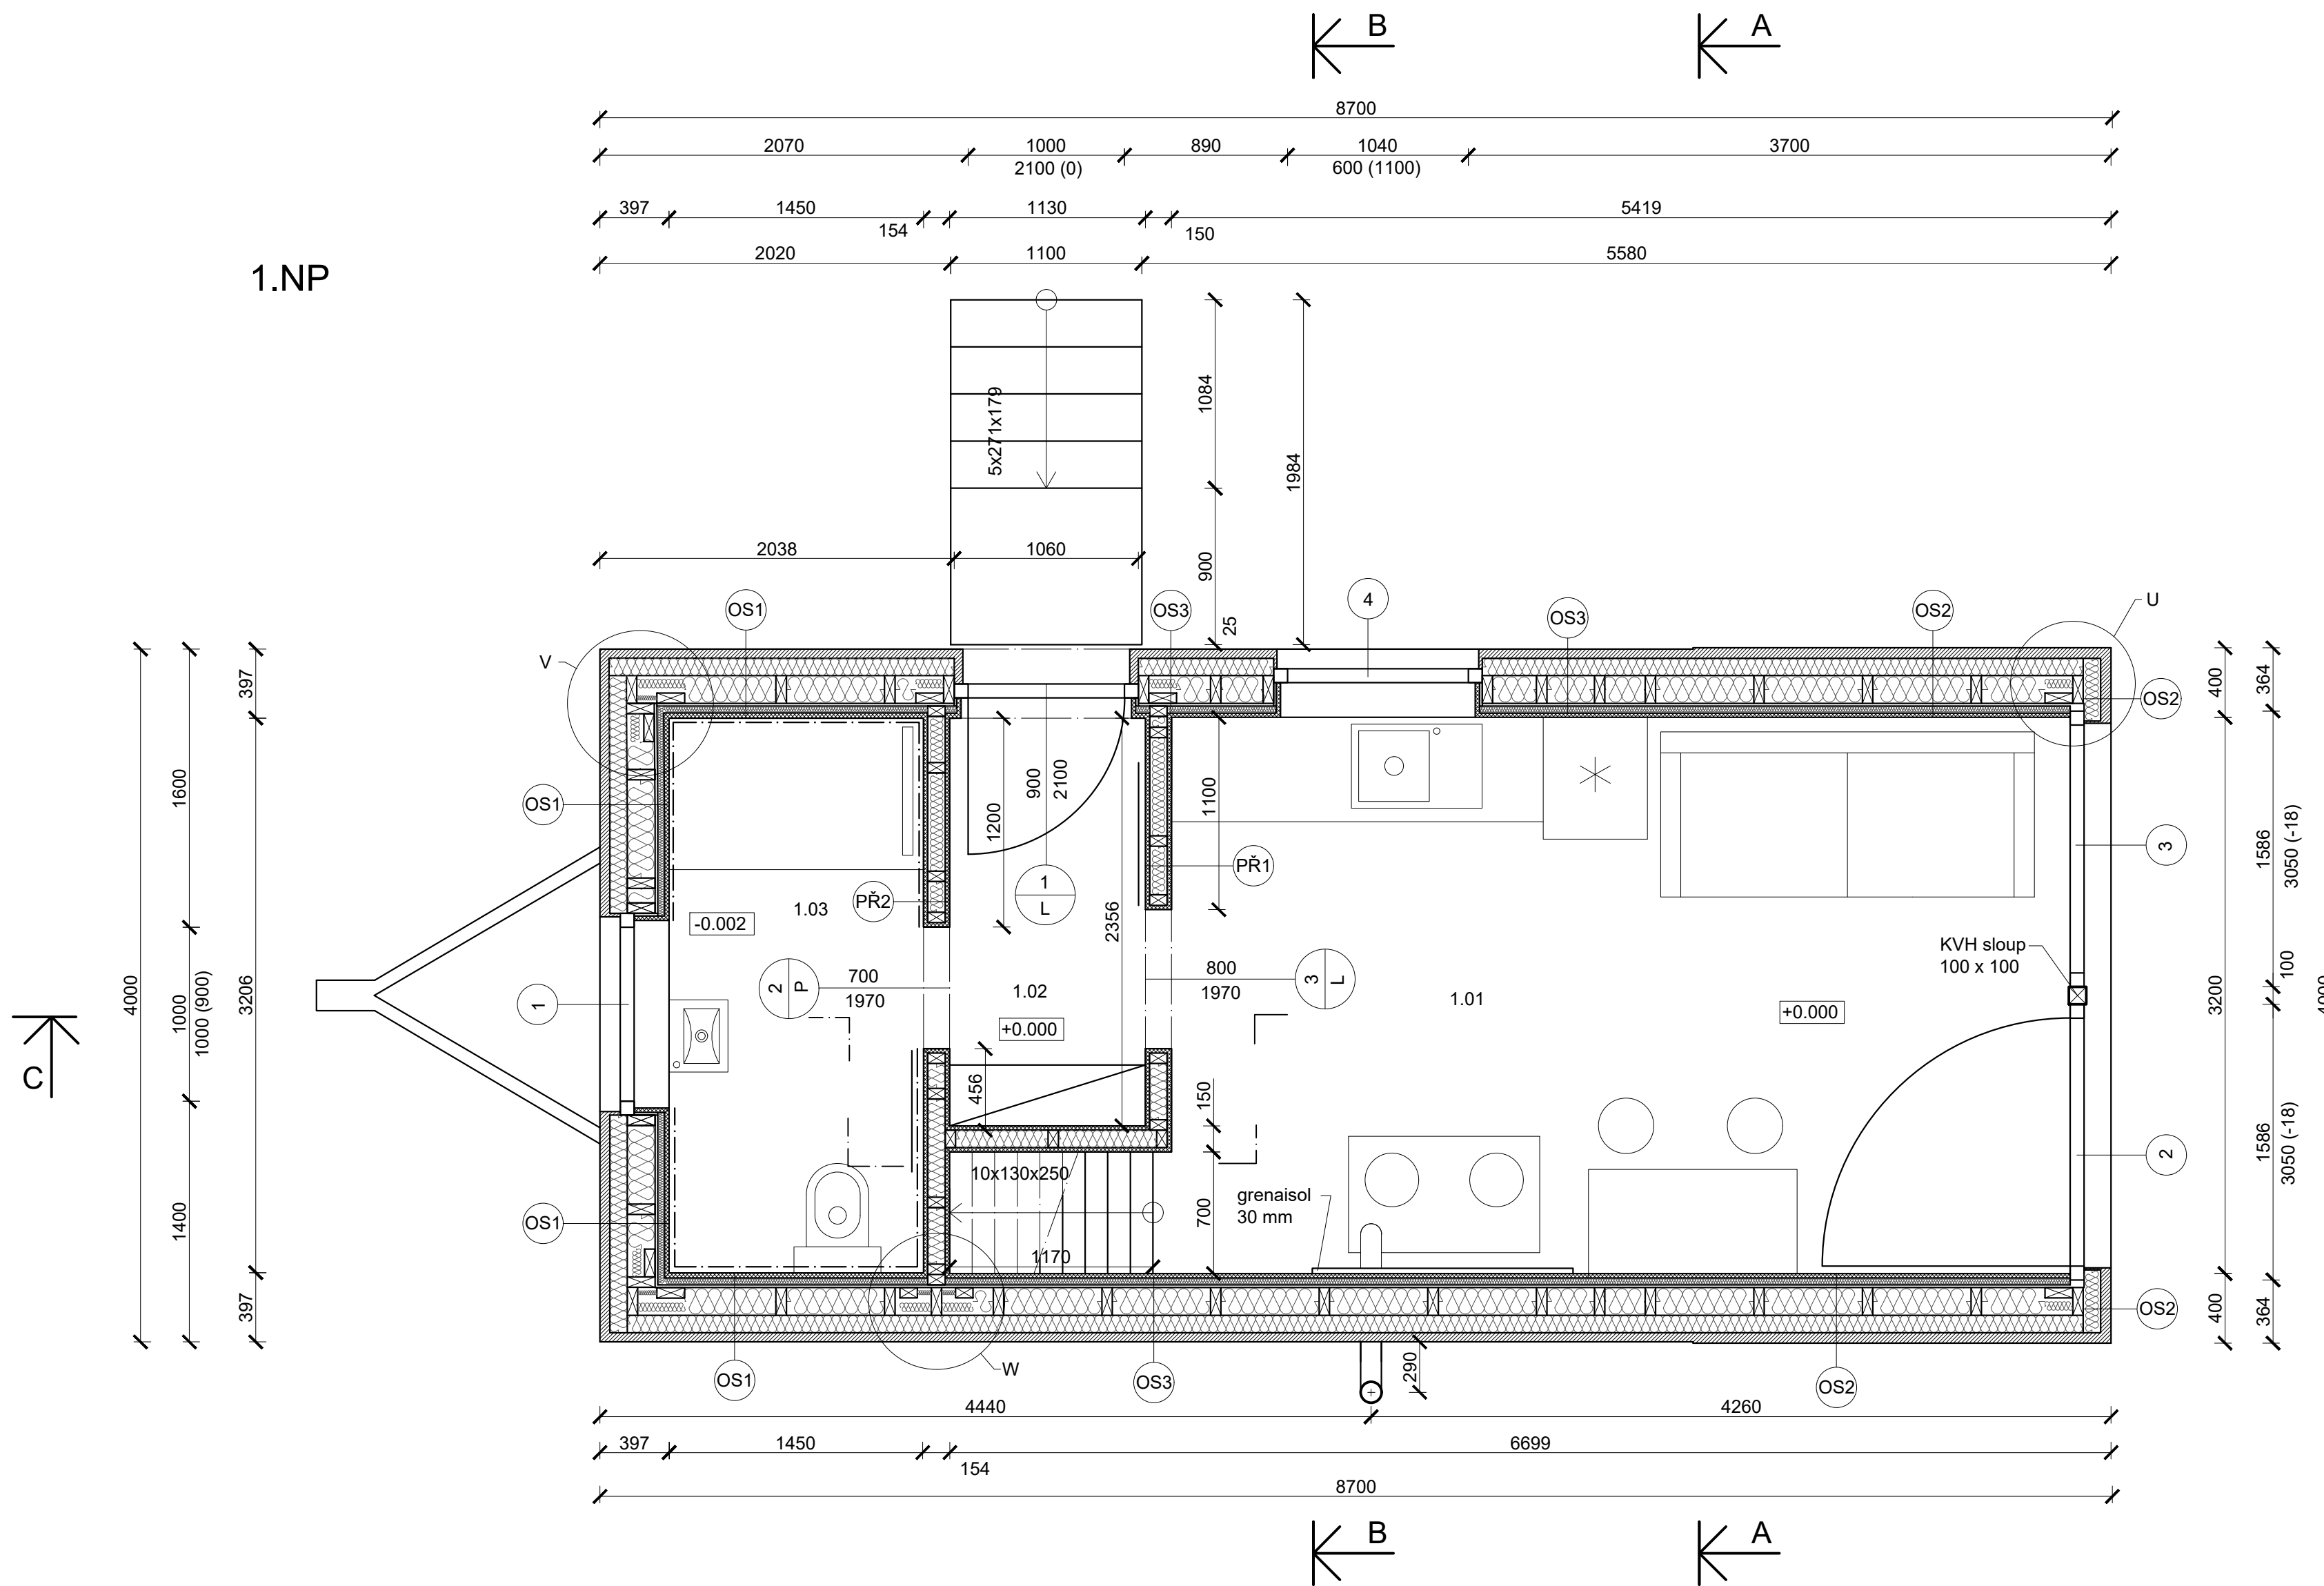 B
A
8700
2070
1000
890
1040
3700
2100 (0)
600 (1100)
397
1450
1130
5419
154
150
2020
1100
5580
1.NP
5x271x179
1084
1984
900
25
2038
1060
OS1
OS3
4
OS3
OS2
U
V
OS2
397
400
364
1600
OS1
1200
900
2100
1100
1586
3050 (-18)
3
PŘ1
1
L
PŘ2
1.03
-0.002
2356
KVH sloup
100 x 100
100
4000
1000
1000 (900)
3206
1
2
P
700
1970
1.02
+0.000
800
1970
3
L
1.01
+0.000
3200
4000
C
456
150
1586
3050 (-18)
2
10x130x250
1400
OS1
grenaisol
30 mm
700
1170
397
400
364
OS2
W
OS1
OS3
290
OS2
4440
4260
397
1450
6699
154
8700
B
A